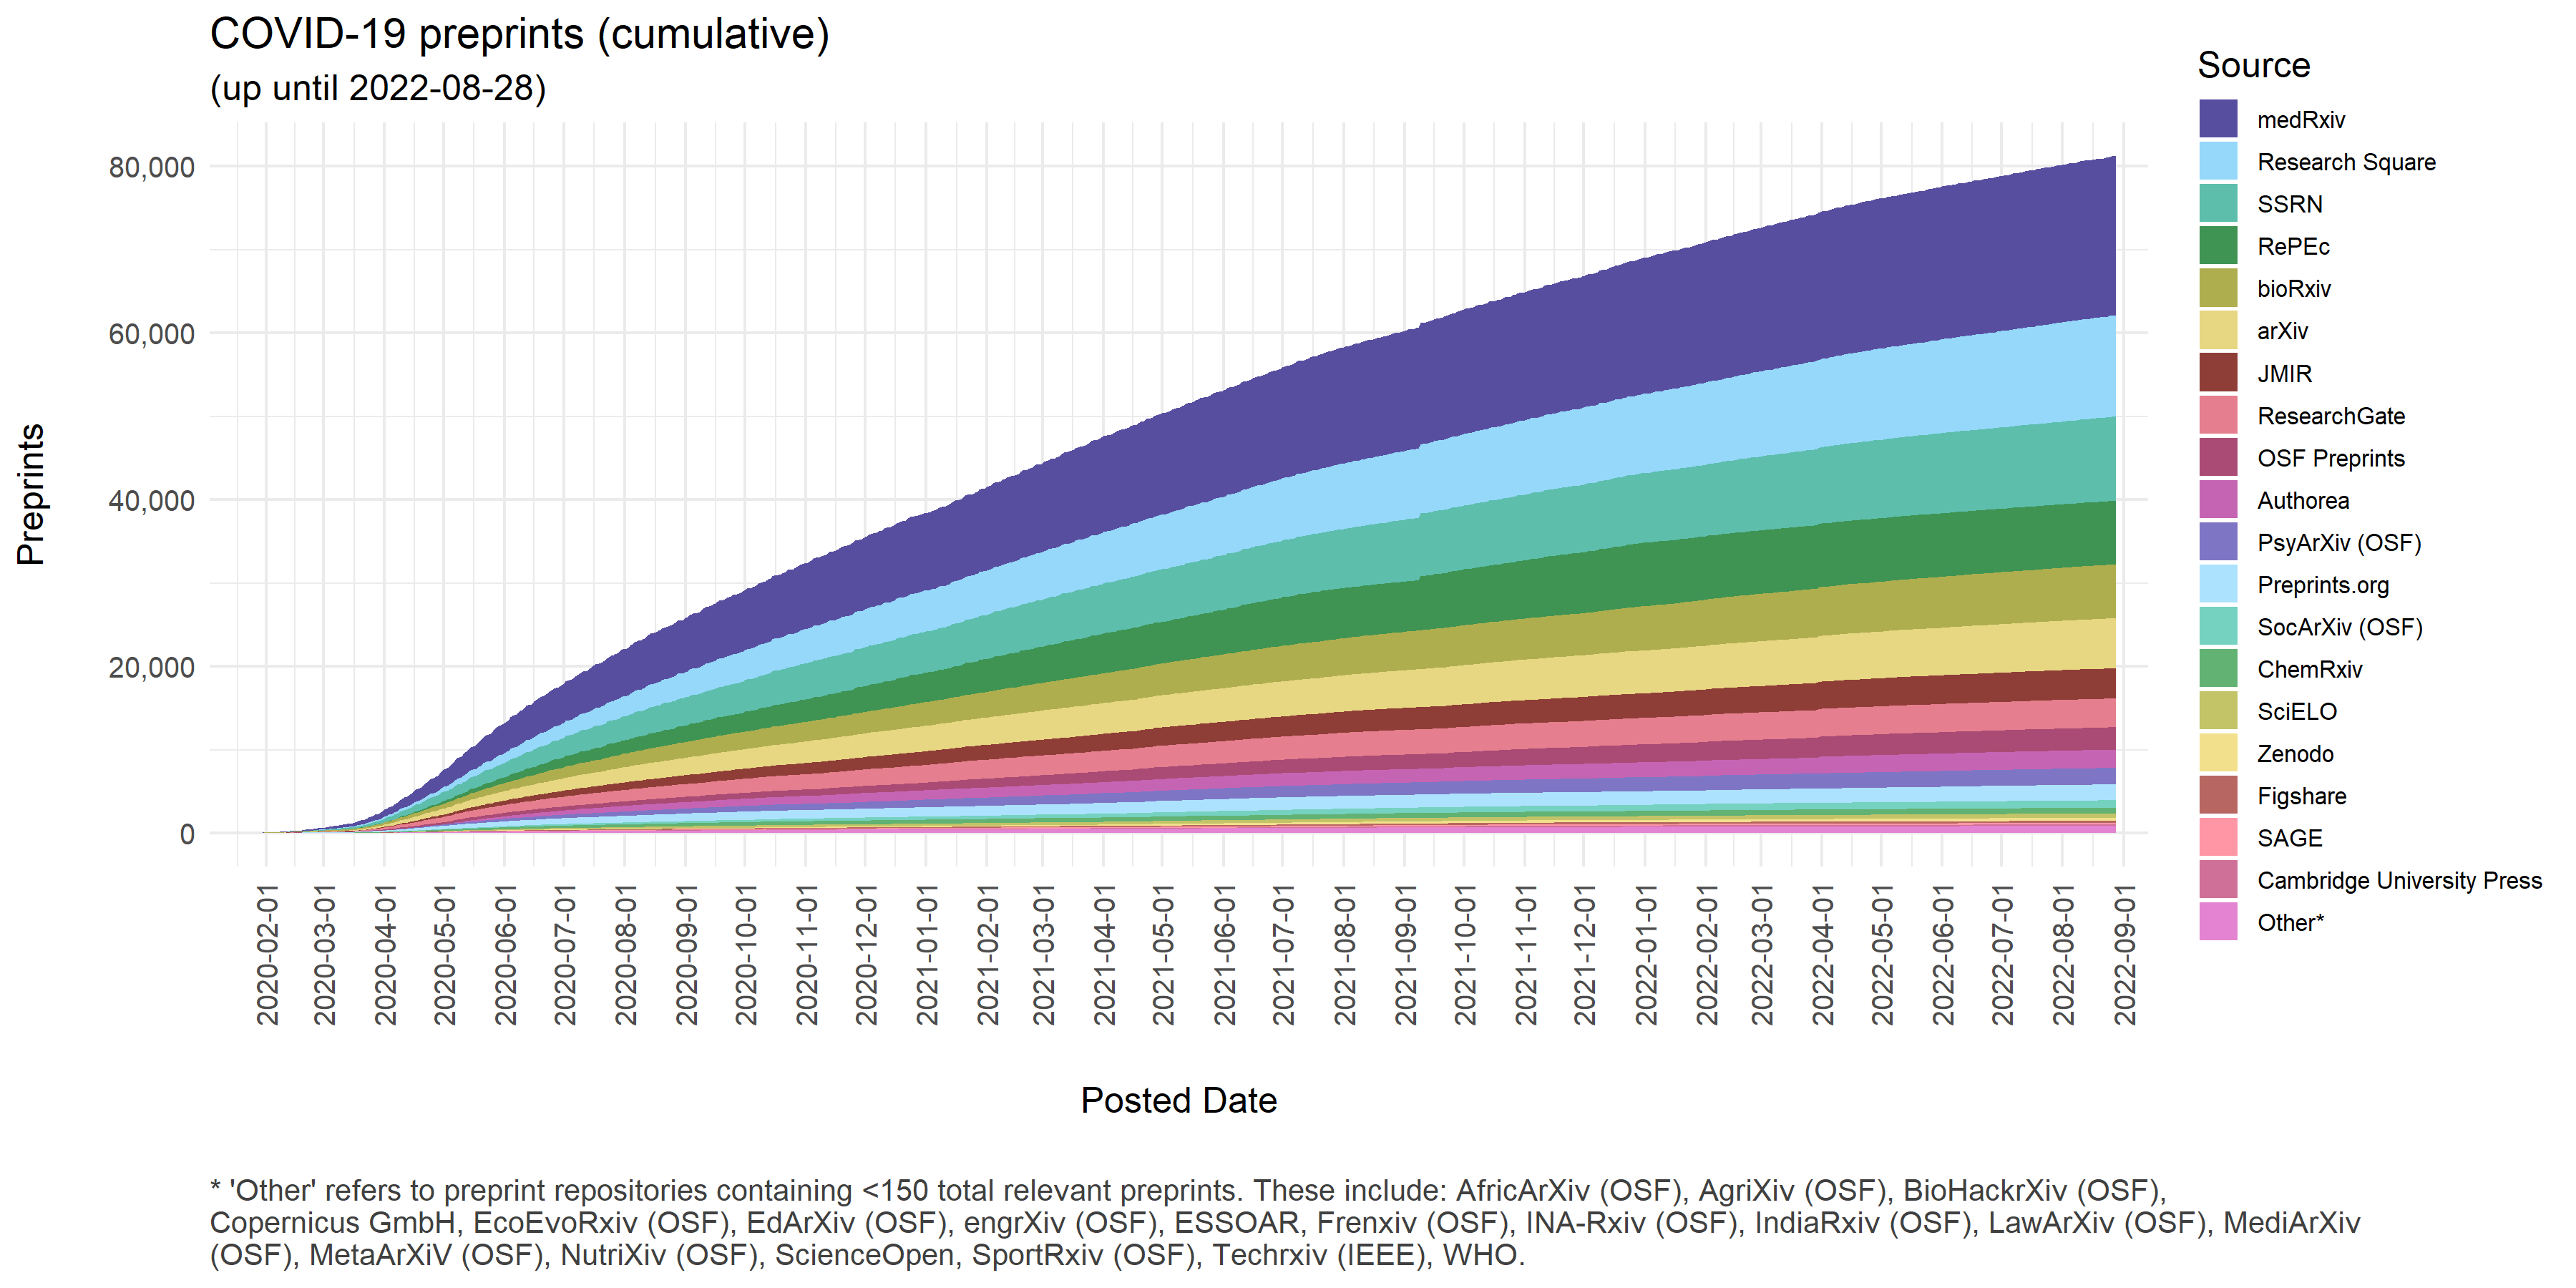 COVID-19 preprints (cumulative)
(up until 2022-08-28)
Source
medRxiv
Research Square
SSRN
RePEc
bioRxiv
arXiv
JMIR
ResearchGate
OSF Preprints
Authorea
PsyArXiv (OSF)
Preprints.org
SocArXiv (OSF)
ChemRxiv
SciELO
Zenodo
Figshare
SAGE
Cambridge University Press
Other*
Preprints
80,000
60,000
40,000
20,000
0
2020-02-01
2020-03-01
2020-04-01
2020-05-01
2020-06-01
2020-07-01
2020-08-01
2020-09-01
2020-10-01
2020-11-01
2020-12-01
2021-01-01
2021-02-01
2021-03-01
2021-04-01
2021-05-01
2021-06-01
2021-07-01
2021-08-01
2021-09-01
2021-10-01
2021-11-01
2021-12-01
2022-01-01
2022-02-01
2022-03-01
2022-04-01
2022-05-01
2022-06-01
2022-07-01
2022-08-01
2022-09-01
Posted Date
* 'Other' refers to preprint repositories containing <150 total relevant preprints. These include: AfricArXiv (OSF), AgriXiv (OSF), BioHackrXiv (OSF),
Copernicus GmbH, EcoEvoRxiv (OSF), EdArXiv (OSF), engrXiv (OSF), ESSOAR, Frenxiv (OSF), INA-Rxiv (OSF), IndiaRxiv (OSF), LawArXiv (OSF), MediArXiv
(OSF), MetaArXiV (OSF), NutriXiv (OSF), ScienceOpen, SportRxiv (OSF), Techrxiv (IEEE), WHO.